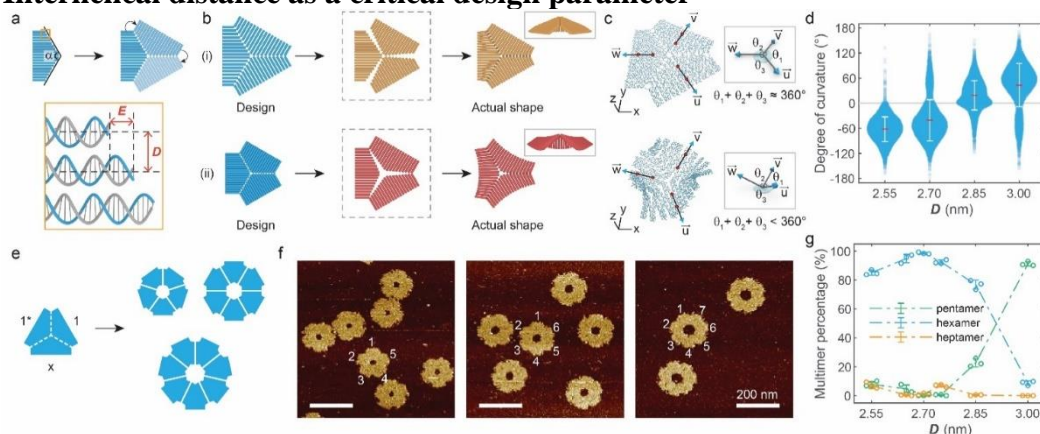 Interhelical distance as a critical design parameter
a
α
E
D
b
(i)
Design
Actual shape
(ii)
Design
Actual shape
c
v
w
u
z
y
x
θ2
v
w
θ1
θ3
u
θ1 + θ2 + θ3 ≈ 360°
v
w
u
z
y
x
θ2
v
w
θ1
θ3
u
θ1 + θ2 + θ3 < 360°
d
Degree of curvature (°)
180
120
60
0
-60
-120
-180
2.55 2.70 2.85 3.00
D (nm)
e
1* 1
x
f
1
2 5
3 4
1
2 6
3 5
4
1 7
2 6
3 5
4
200 nm
g
Multimer percentage (%)
100
80
60
40
20
0
pentamer
hexamer
heptamer
2.55 2.70 2.85 3.00
D (nm)